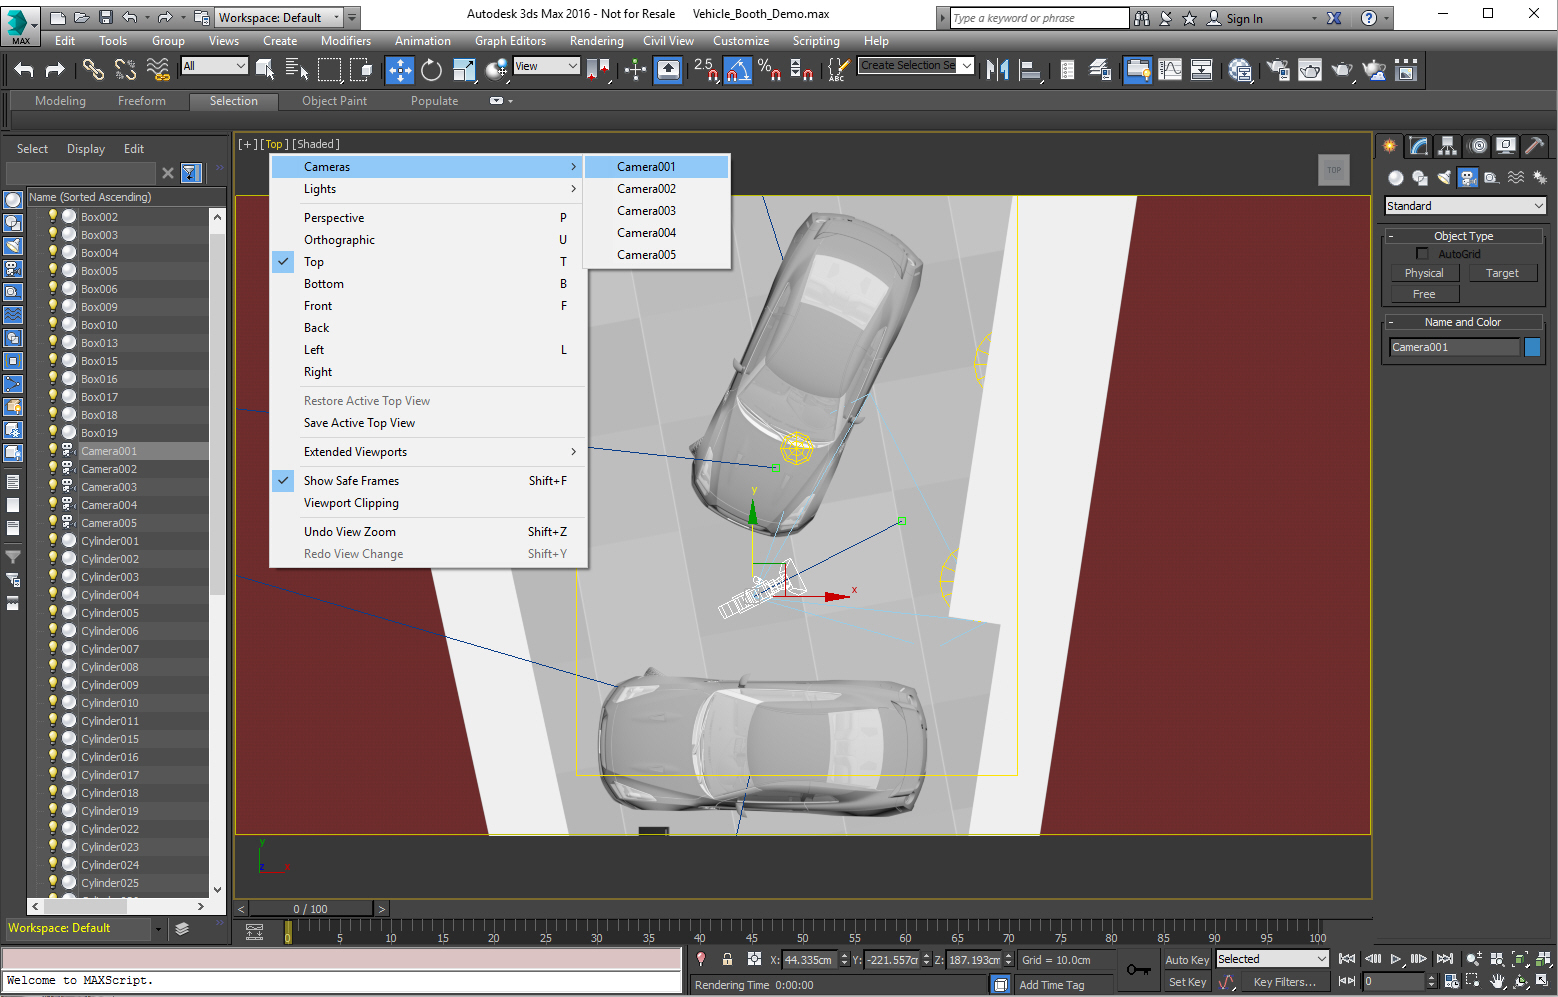 Workspace: Default
Autodesk 3ds Max 2016 - Not for Resale Vehicle_Booth_Demo.max
Type a keyword or phrase
Sign In
MAX
Edit Tools Group Views Create Modifiers Animation Graph Editors Rendering Civil View Customize Scripting Help
All
View
2.5
%
ABC
Create Selection Se
Modeling Freeform Selection Object Paint Populate
Select Display Edit
[+] [Top] [Shaded]
Name (Sorted Ascending)
Box002
Box003
Box004
Box005
Box006
Box009
Box010
Box013
Box015
Box016
Box017
Box018
Box019
Camera001
Camera002
Camera003
Camera004
Camera005
Cylinder001
Cylinder002
Cylinder003
Cylinder004
Cylinder005
Cylinder006
Cylinder007
Cylinder008
Cylinder009
Cylinder010
Cylinder011
Cylinder015
Cylinder016
Cylinder017
Cylinder018
Cylinder019
Cylinder022
Cylinder023
Cylinder024
Cylinder025
Cameras
Lights
Perspective P
Orthographic U
Top T
Bottom B
Front F
Back
Left L
Right
Restore Active Top View
Save Active Top View
Extended Viewports
Show Safe Frames Shift+F
Viewport Clipping
Undo View Zoom Shift+Z
Redo View Change Shift+Y
Camera001
Camera002
Camera003
Camera004
Camera005
TOP
y
x
y
z
x
Standard
- Object Type
AutoGrid
Physical Target
Free
- Name and Color
Camera001
0 / 100
Workspace: Default
0 5 10 15 20 25 30 35 40 45 50 55 60 65 70 75 80 85 90 95 100
X: 44.335cm Y: -221.557cr Z: 187.193cm Grid = 10.0cm
Auto Key Selected
Welcome to MAXScript.
Rendering Time 0:00:00
Add Time Tag
Set Key Key Filters... 0